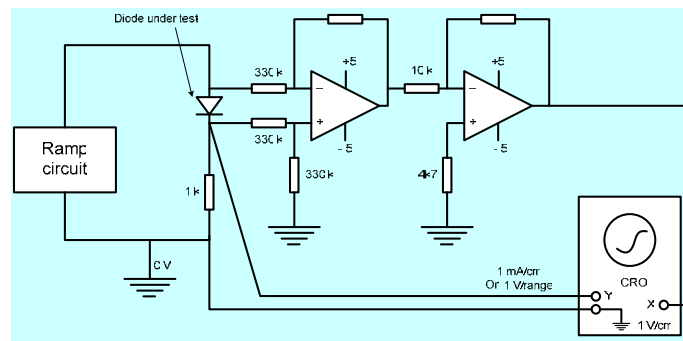 Diode under test
330 k
+5
10 k
+5
−
−
+
+
330 k
- 5
- 5
Ramp
circuit
1 k
330 k
4k7
0 V
1 mA/cm
Or 1 V/range
Y
CRO
X
1 V/cm